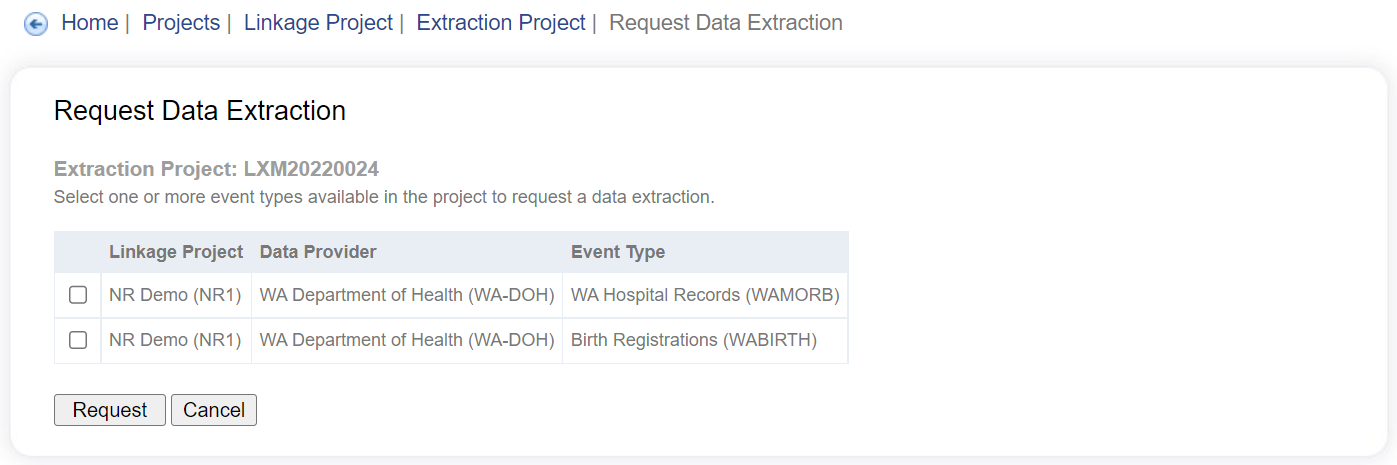 Home | Projects | Linkage Project | Extraction Project | Request Data Extraction
Request Data Extraction
Extraction Project: LXM20220024
Select one or more event types available in the project to request a data extraction.
Linkage Project Data Provider Event Type
NR Demo (NR1) WA Department of Health (WA-DOH) WA Hospital Records (WAMORB)
NR Demo (NR1) WA Department of Health (WA-DOH) Birth Registrations (WABIRTH)
Request Cancel